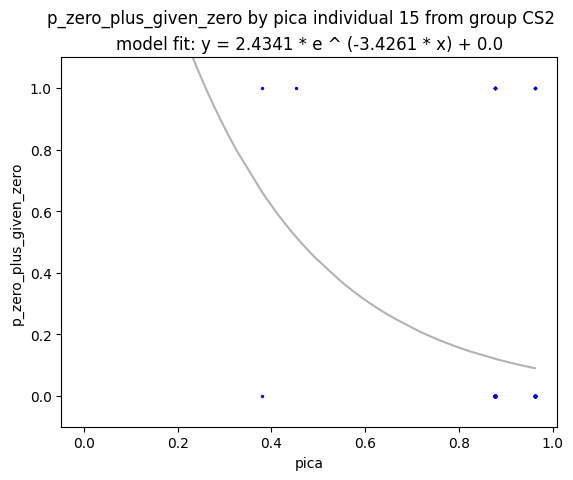 p_zero_plus_given_zero by pica individual 15 from group CS2
model fit: y = 2.4341 * e ^ (-3.4261 * x) + 0.0
1.0
0.8
0.6
0.4
0.2
0.0
p_zero_plus_given_zero
0.0 0.2 0.4 0.6 0.8 1.0
pica